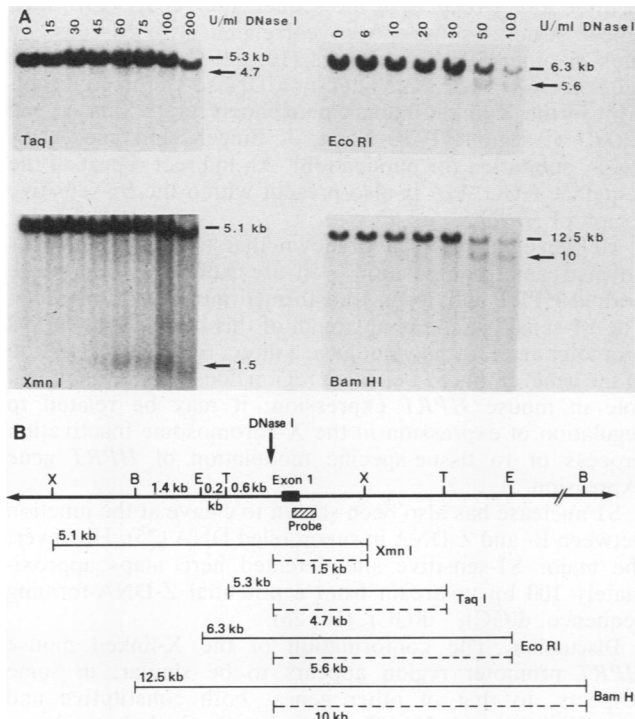 A
0 15 30 45 60 75 100 200 U/ml DNase I
5.3 kb
4.7
Taq I
0 6 10 20 30 50 100 U/ml DNase I
6.3 kb
5.6
Eco RI
5.1 kb
1.5
Xmn I
12.5 kb
10
Bam HI
B
DNase I
X B E T Exon 1 X T E B
1.4 kb 0.2 0.6 kb
kb
Probe
5.1 kb
Xmn I
1.5 kb
5.3 kb
Taq I
4.7 kb
6.3 kb
Eco RI
5.6 kb
12.5 kb
Bam H
10 kb